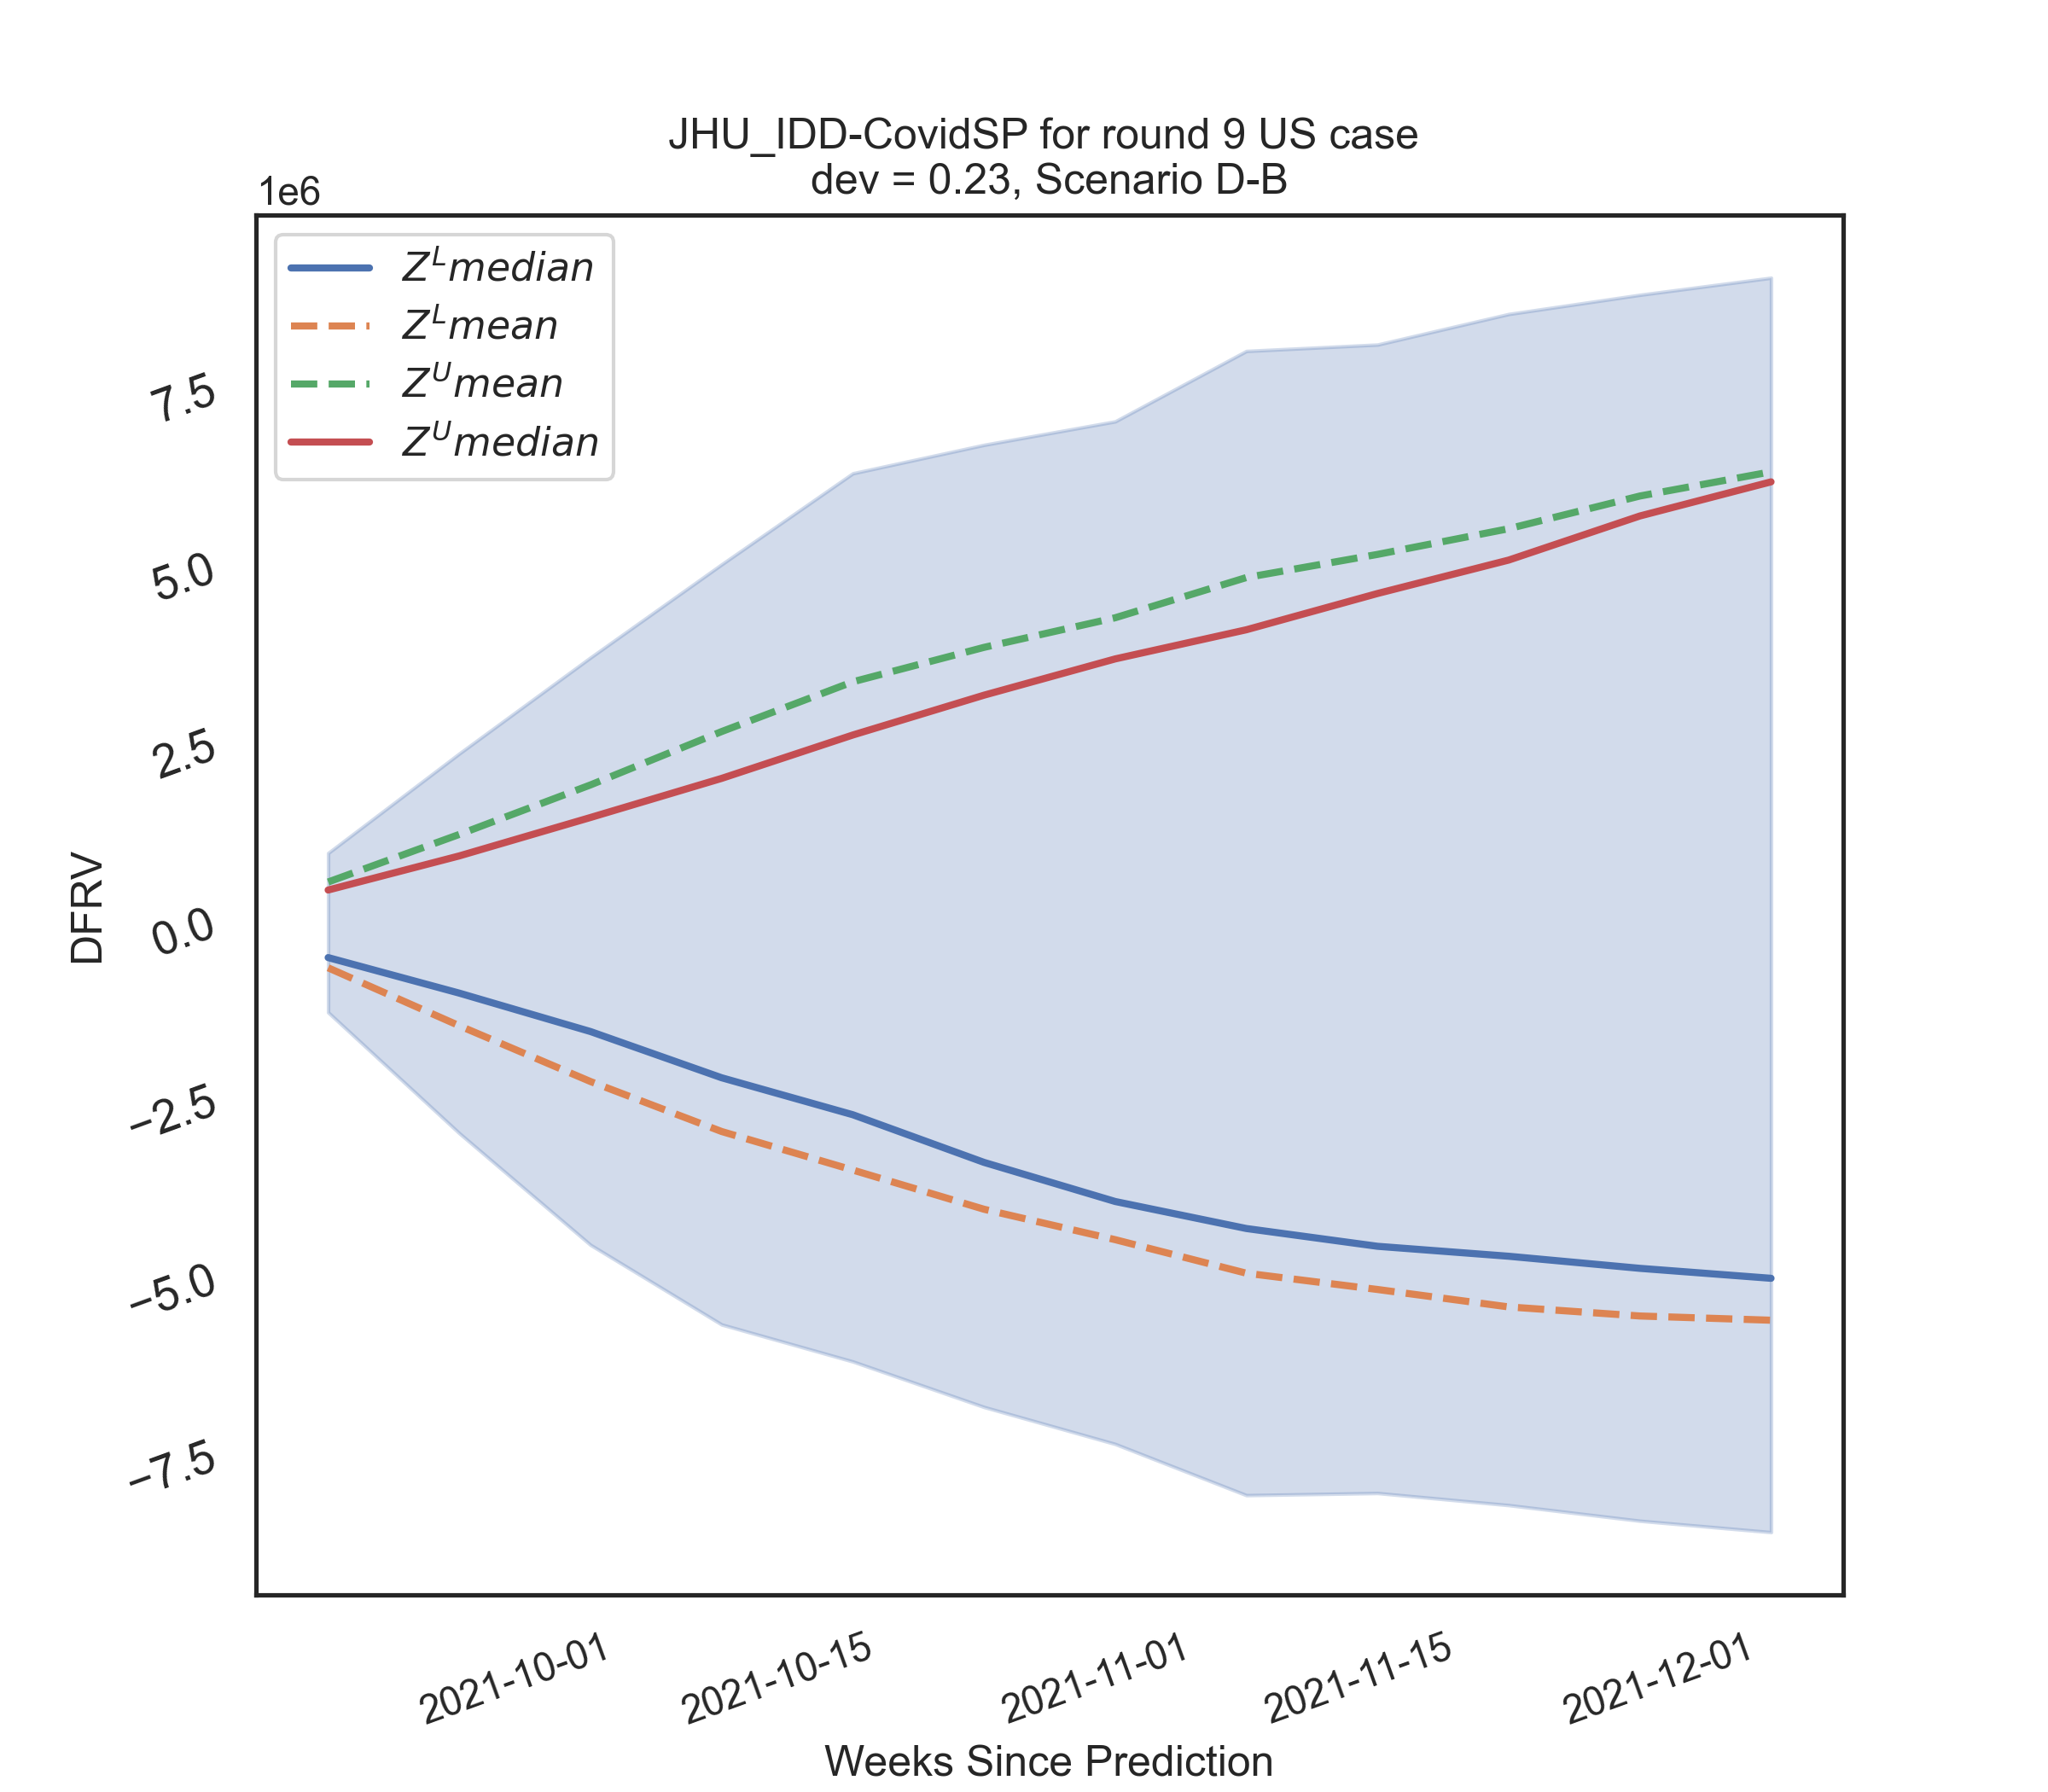 JHU_IDD-CovidSP for round 9 US case
dev = 0.23, Scenario D-B
1e6
Z^L median
Z^L mean
Z^U mean
Z^U median
7.5
5.0
2.5
0.0
−2.5
−5.0
−7.5
DFRV
2021-10-01
2021-10-15
2021-11-01
2021-11-15
2021-12-01
Weeks Since Prediction